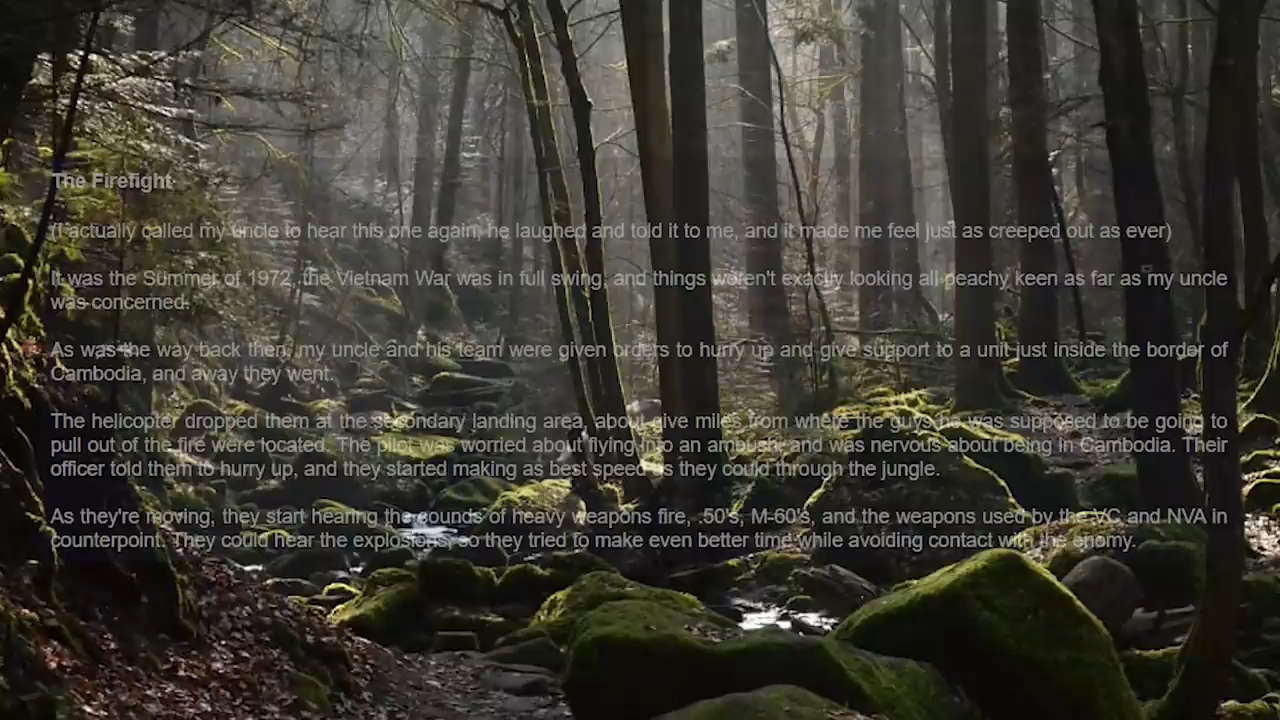 The Firefight
(I actually called my uncle to hear this one again, he laughed and told it to me, and it made me feel just as creeped out as ever)
It was the Summer of 1972, the Vietnam War was in full swing, and things weren't exactly looking all peachy keen as far as my uncle
was concerned.
As was the way back then, my uncle and his team were given orders to hurry up and give support to a unit just inside the border of
Cambodia, and away they went.
The helicopter dropped them at the secondary landing area, about five miles from where the guys he was supposed to be going to
pull out of the fire were located. The pilot was worried about flying into an ambush, and was nervous about being in Cambodia. Their
officer told them to hurry up, and they started making as best speed as they could through the jungle.
As they're moving, they start hearing the sounds of heavy weapons fire, .50's, M-60's, and the weapons used by the VC and NVA in
counterpoint. They could hear the explosions, so they tried to make even better time while avoiding contact with the enemy.